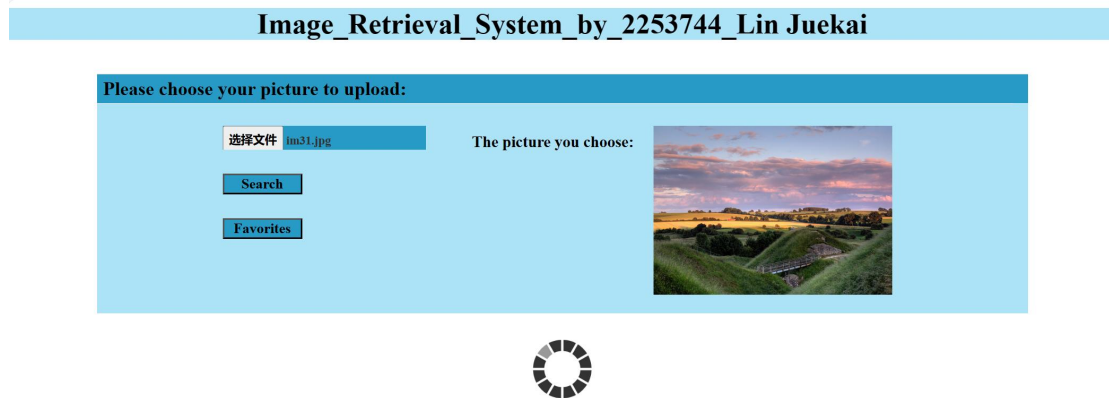 Image_Retrieval_System_by_2253744_Lin Juekai
Please choose your picture to upload:
选择文件 im31.jpg
The picture you choose:
Search
Favorites